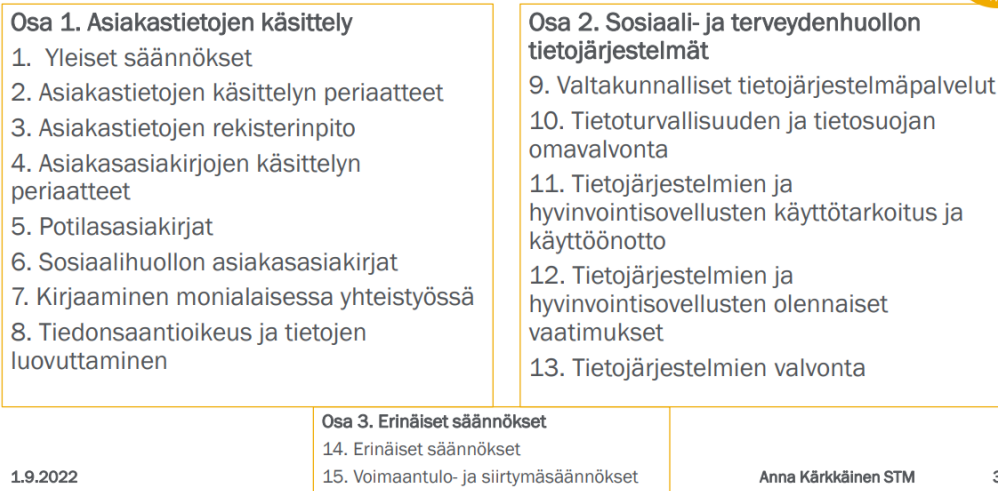 Osa 1. Asiakastietojen käsittely
1. Yleiset säännökset
2. Asiakastietojen käsittelyn periaatteet
3. Asiakastietojen rekisterinpito
4. Asiakasasiakirjojen käsittelyn
periaatteet
5. Potilasasiakirjat
6. Sosiaalihuollon asiakasasiakirjat
7. Kirjaaminen monialaisessa yhteistyössä
8. Tiedonsaantioikeus ja tietojen
luovuttaminen
Osa 2. Sosiaali- ja terveydenhuollon
tietojärjestelmät
9. Valtakunnalliset tietojärjestelmäpalvelut
10. Tietoturvallisuuden ja tietosuojan
omavalvonta
11. Tietojärjestelmien ja
hyvinvointisovellusten käyttötarkoitus ja
käyttöönotto
12. Tietojärjestelmien ja
hyvinvointisovellusten olennaiset
vaatimukset
13. Tietojärjestelmien valvonta
Osa 3. Erinäiset säännökset
14. Erinäiset säännökset
15. Voimaantulo- ja siirtymäsäännökset
1.9.2022
Anna Kärkkäinen STM
3